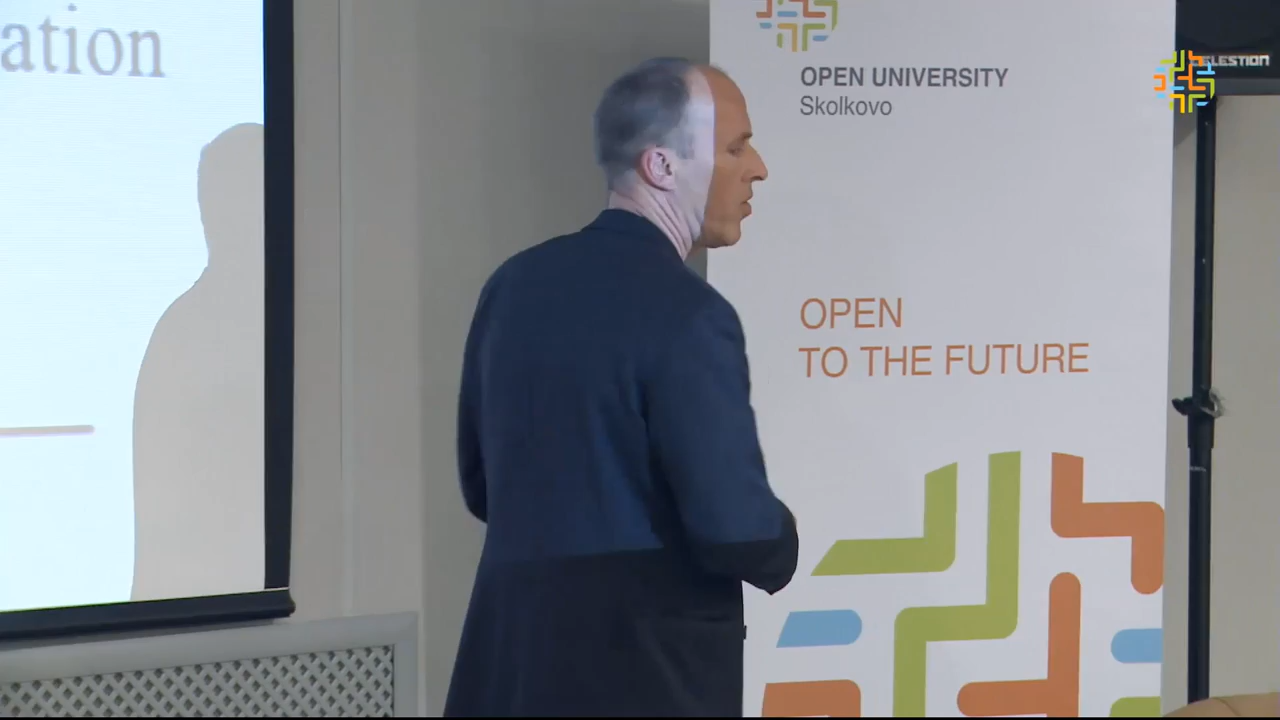 ation
OPEN UNIVERSITY
Skolkovo
OPEN
TO THE FUTURE